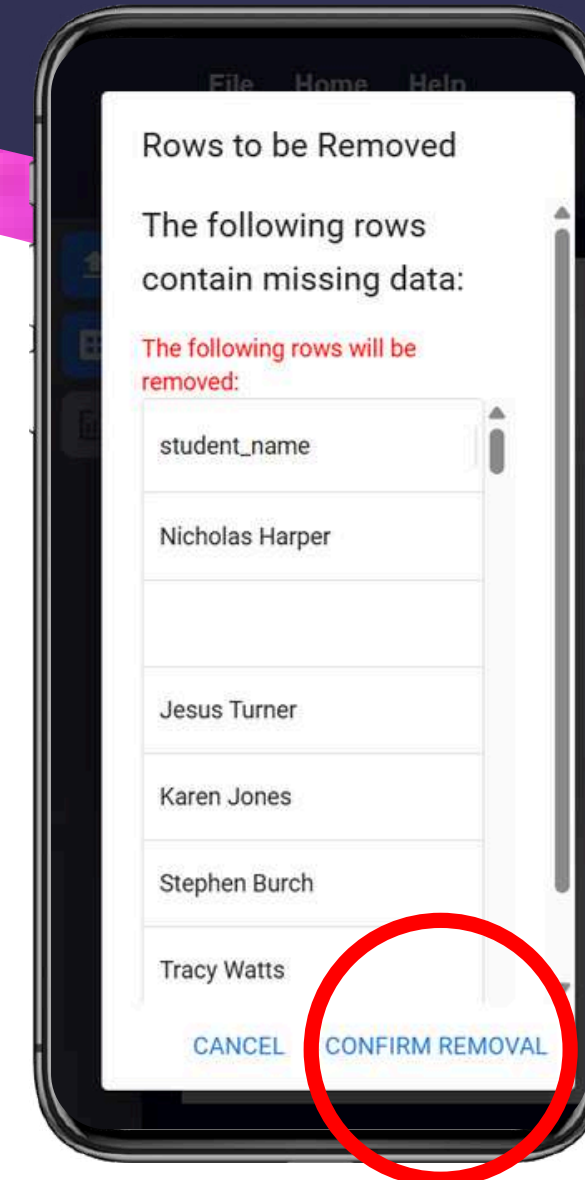 File Home Help
Rows to be Removed
The following rows
contain missing data:
The following rows will be
removed:
student_name
Nicholas Harper
Jesus Turner
Karen Jones
Stephen Burch
Tracy Watts
CANCEL CONFIRM REMOVAL